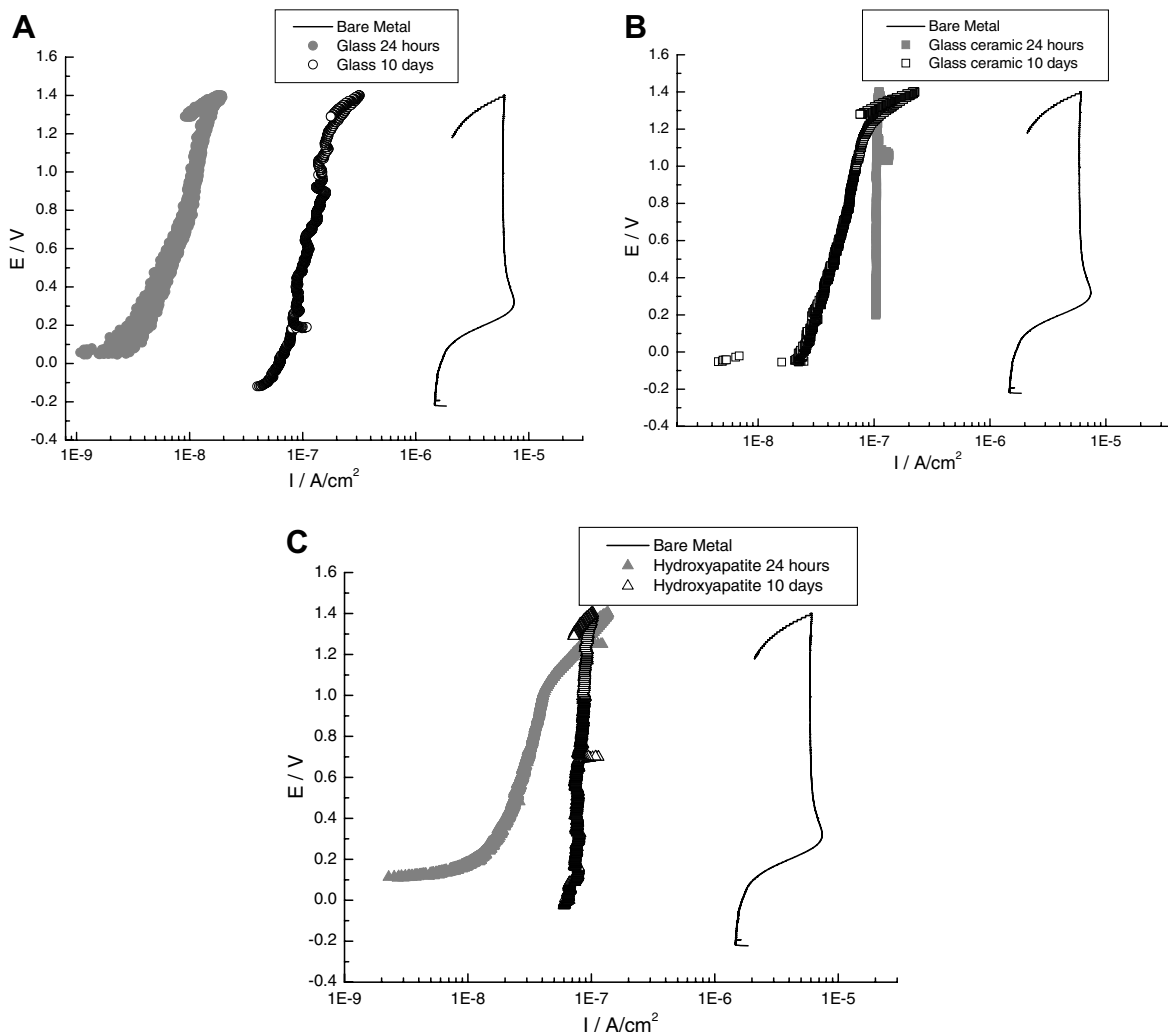 A
Bare Metal
Glass 24 hours
Glass 10 days
1.6
1.4
1.2
1.0
0.8
0.6
0.4
0.2
0.0
-0.2
-0.4
E / V
1E-9
1E-8
1E-7
1E-6
1E-5
I / A/cm²
B
Bare Metal
Glass ceramic 24 hours
Glass ceramic 10 days
1.6
1.4
1.2
1.0
0.8
0.6
0.4
0.2
0.0
-0.2
-0.4
E / V
1E-8
1E-7
1E-6
1E-5
I / A/cm²
C
Bare Metal
Hydroxyapatite 24 hours
Hydroxyapatite 10 days
1.6
1.4
1.2
1.0
0.8
0.6
0.4
0.2
0.0
-0.2
-0.4
E / V
1E-9
1E-8
1E-7
1E-6
1E-5
I / A/cm²